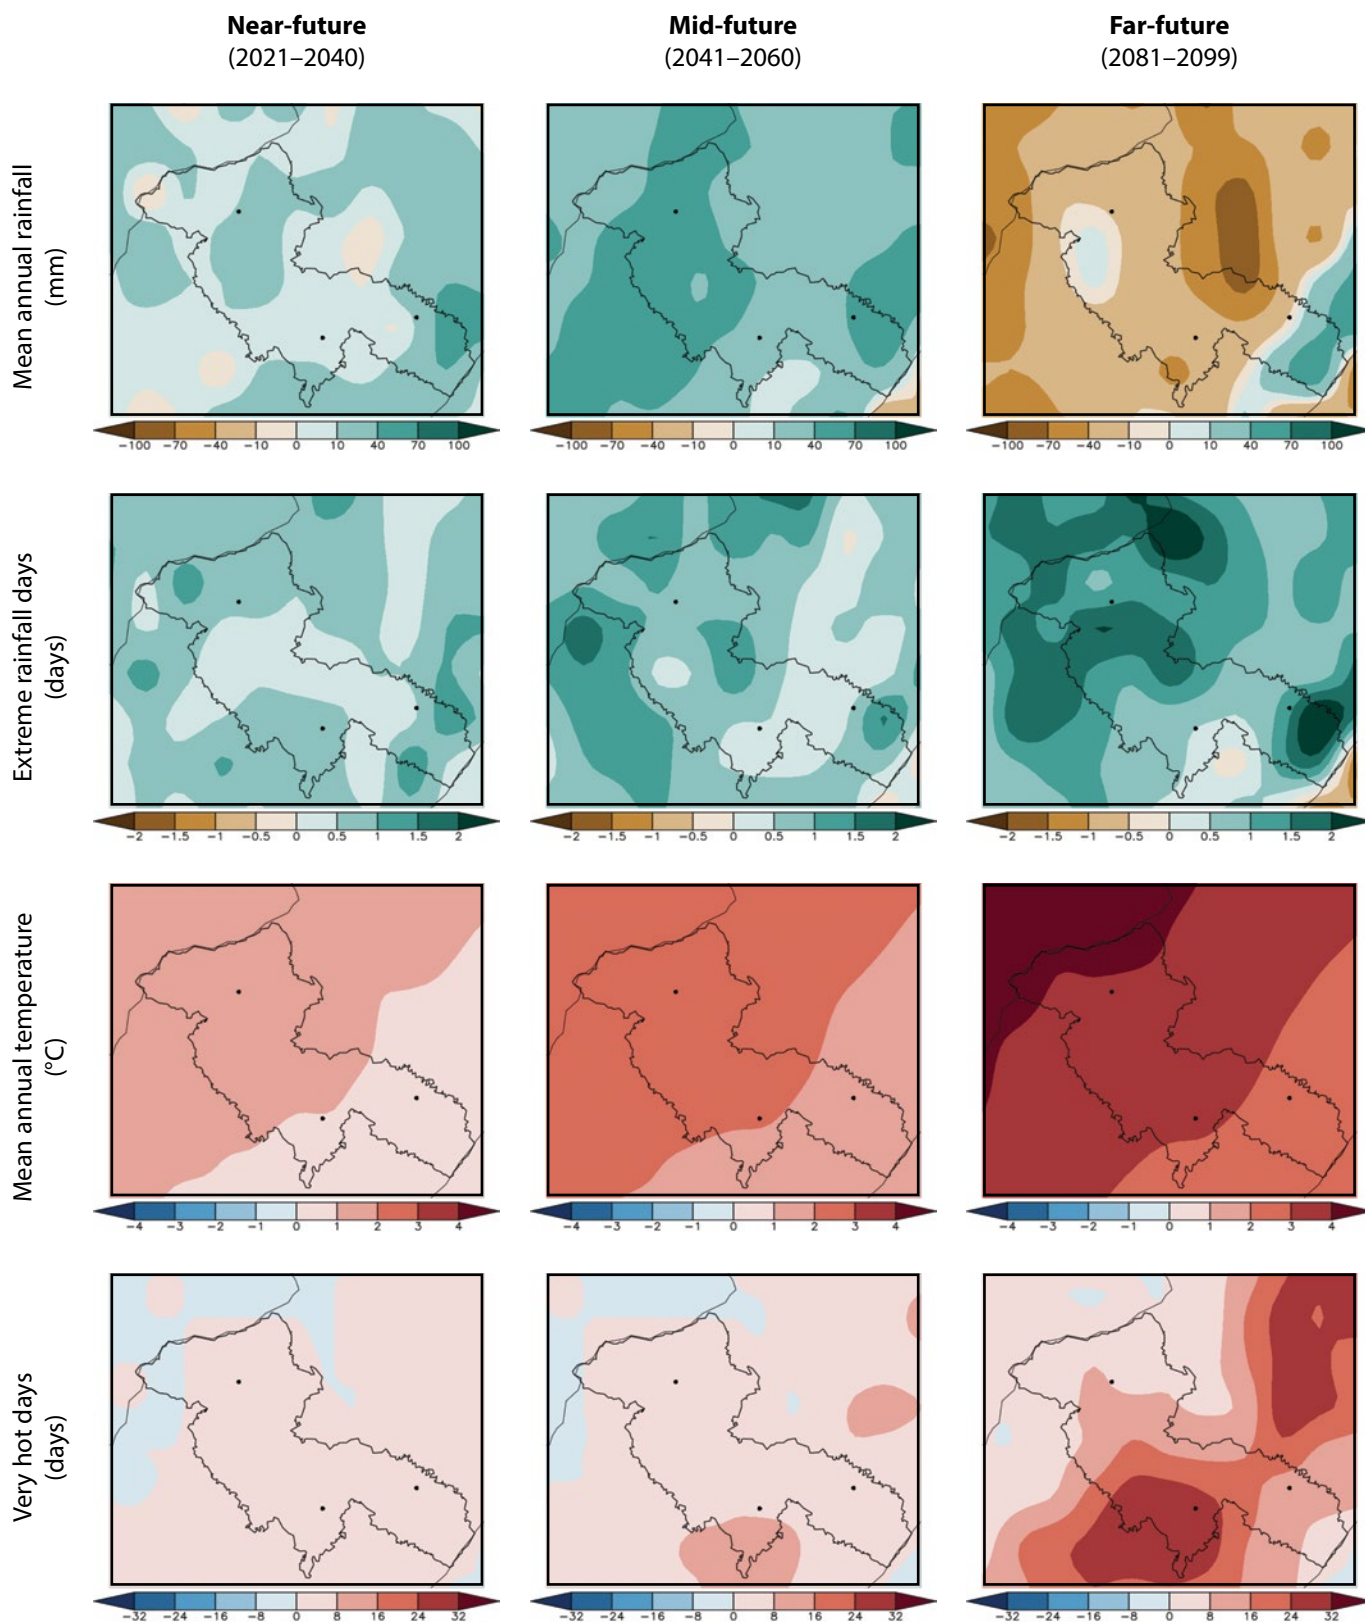 Near-future
(2021–2040)
Mid-future
(2041–2060)
Far-future
(2081–2099)
Mean annual rainfall
(mm)
−100 −70 −40 −10 0 10 40 70 100
−100 −70 −40 −10 0 10 40 70 100
−100 −70 −40 −10 0 10 40 70 100
Extreme rainfall days
(days)
−2 −1.5 −1 −0.5 0 0.5 1 1.5 2
−2 −1.5 −1 −0.5 0 0.5 1 1.5 2
−2 −1.5 −1 −0.5 0 0.5 1 1.5 2
Mean annual temperature
(°C)
−4 −3 −2 −1 0 1 2 3 4
−4 −3 −2 −1 0 1 2 3 4
−4 −3 −2 −1 0 1 2 3 4
Very hot days
(days)
−32 −24 −16 −8 0 8 16 24 32
−32 −24 −16 −8 0 8 16 24 32
−32 −24 −16 −8 0 8 16 24 32